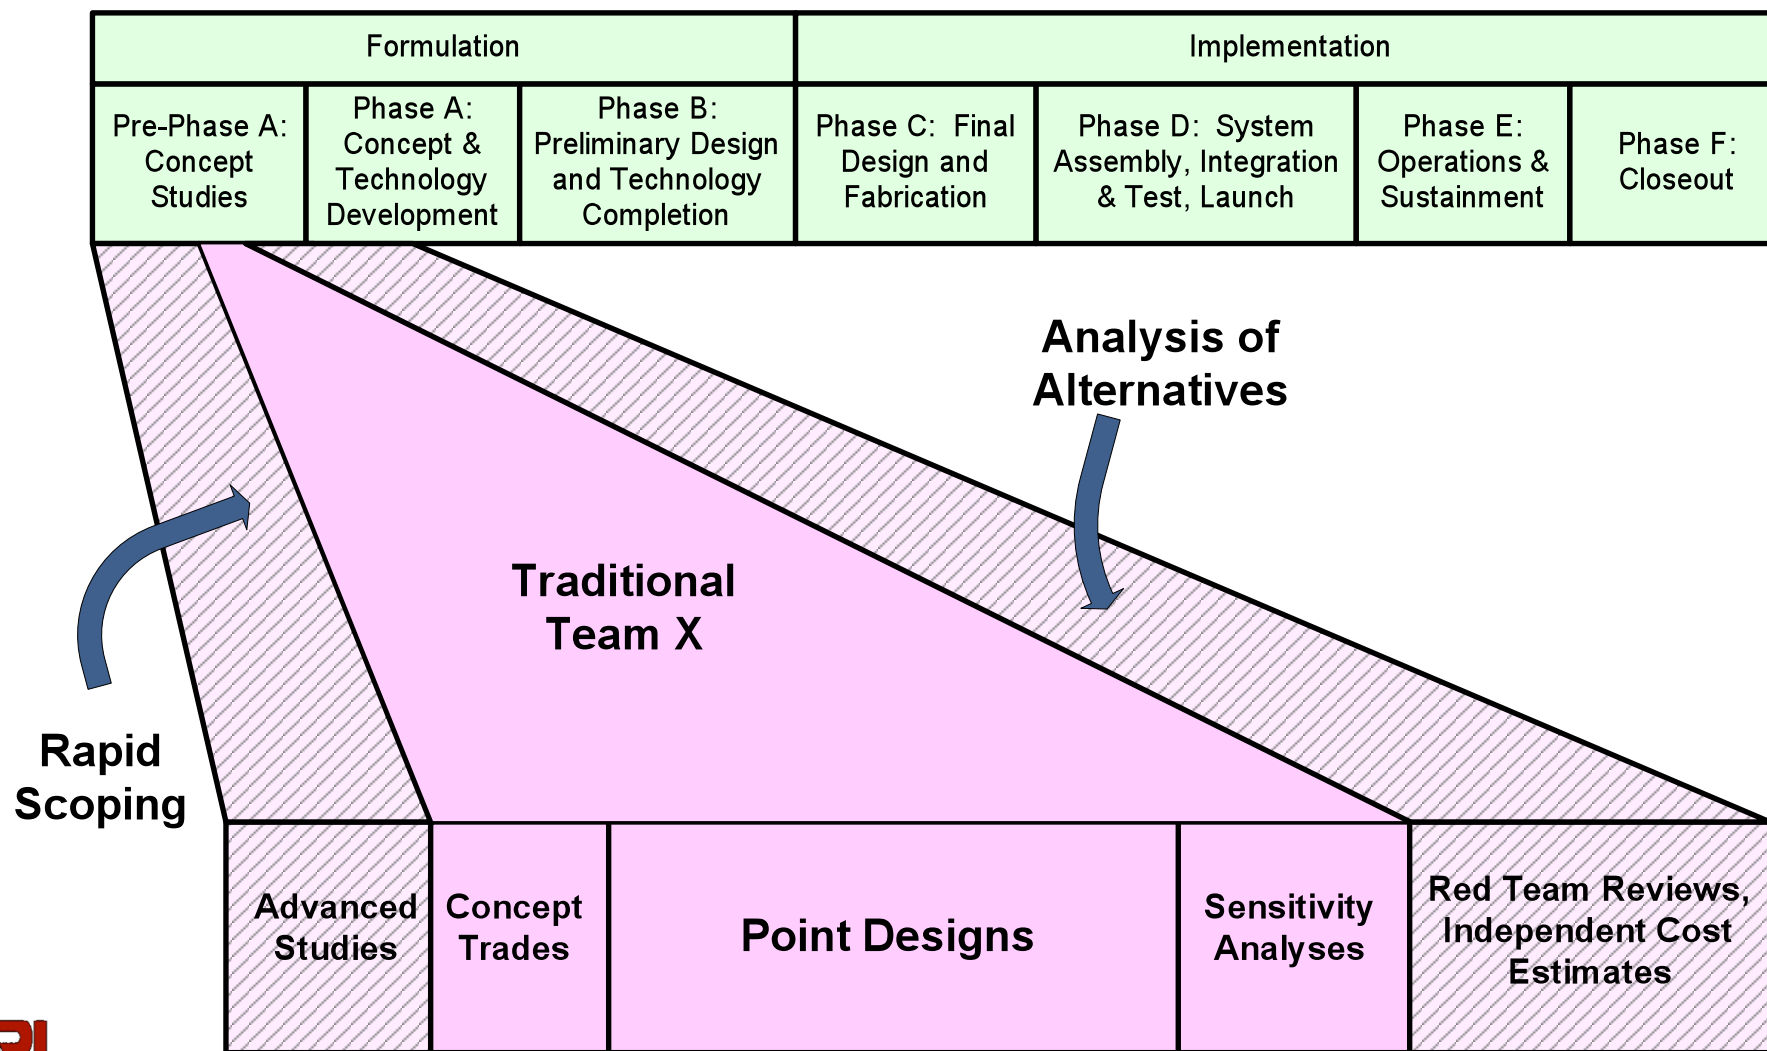 Formulation
Implementation
Pre-Phase A:
Concept
Studies
Phase A:
Concept &
Technology
Development
Phase B:
Preliminary Design
and Technology
Completion
Phase C:  Final
Design and
Fabrication
Phase D:  System
Assembly, Integration
& Test, Launch
Phase E:
Operations &
Sustainment
Phase F:
Closeout
Analysis of
Alternatives
Traditional
Team X
Rapid
Scoping
Advanced
Studies
Concept
Trades
Point Designs
Sensitivity
Analyses
Red Team Reviews,
Independent Cost
Estimates